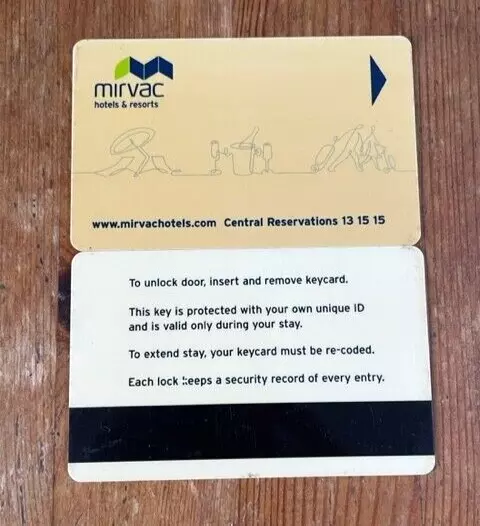 mirvac
hotels & resorts
www.mirvachotels.com Central Reservations 13 15 15
To unlock door, insert and remove keycard.
This key is protected with your own unique ID
and is valid only during your stay.
To extend stay, your keycard must be re-coded.
Each lock keeps a security record of every entry.